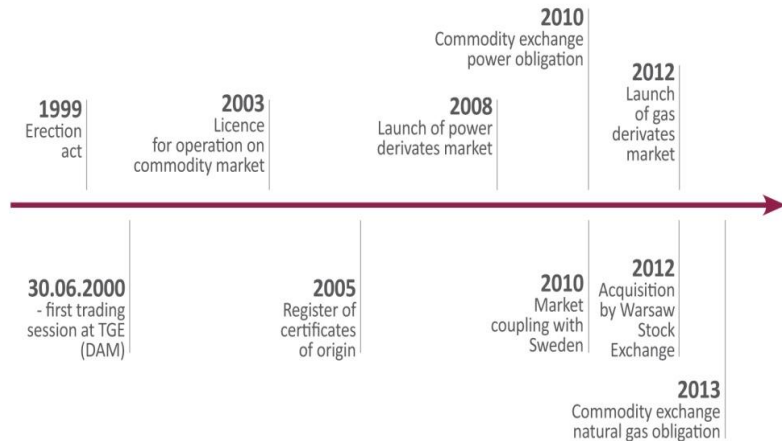 1999
Erection
act
30.06.2000
- first trading
session at TGE
(DAM)
2003
Licence
for operation on
commodity market
2005
Register of
certificates
of origin
2008
Launch of power
derivates market
2010
Commodity exchange
power obligation
2010
Market
coupling with
Sweden
2012
Launch
of gas
derivates
market
2012
Acquisition
by Warsaw
Stock
Exchange
2013
Commodity exchange
natural gas obligation